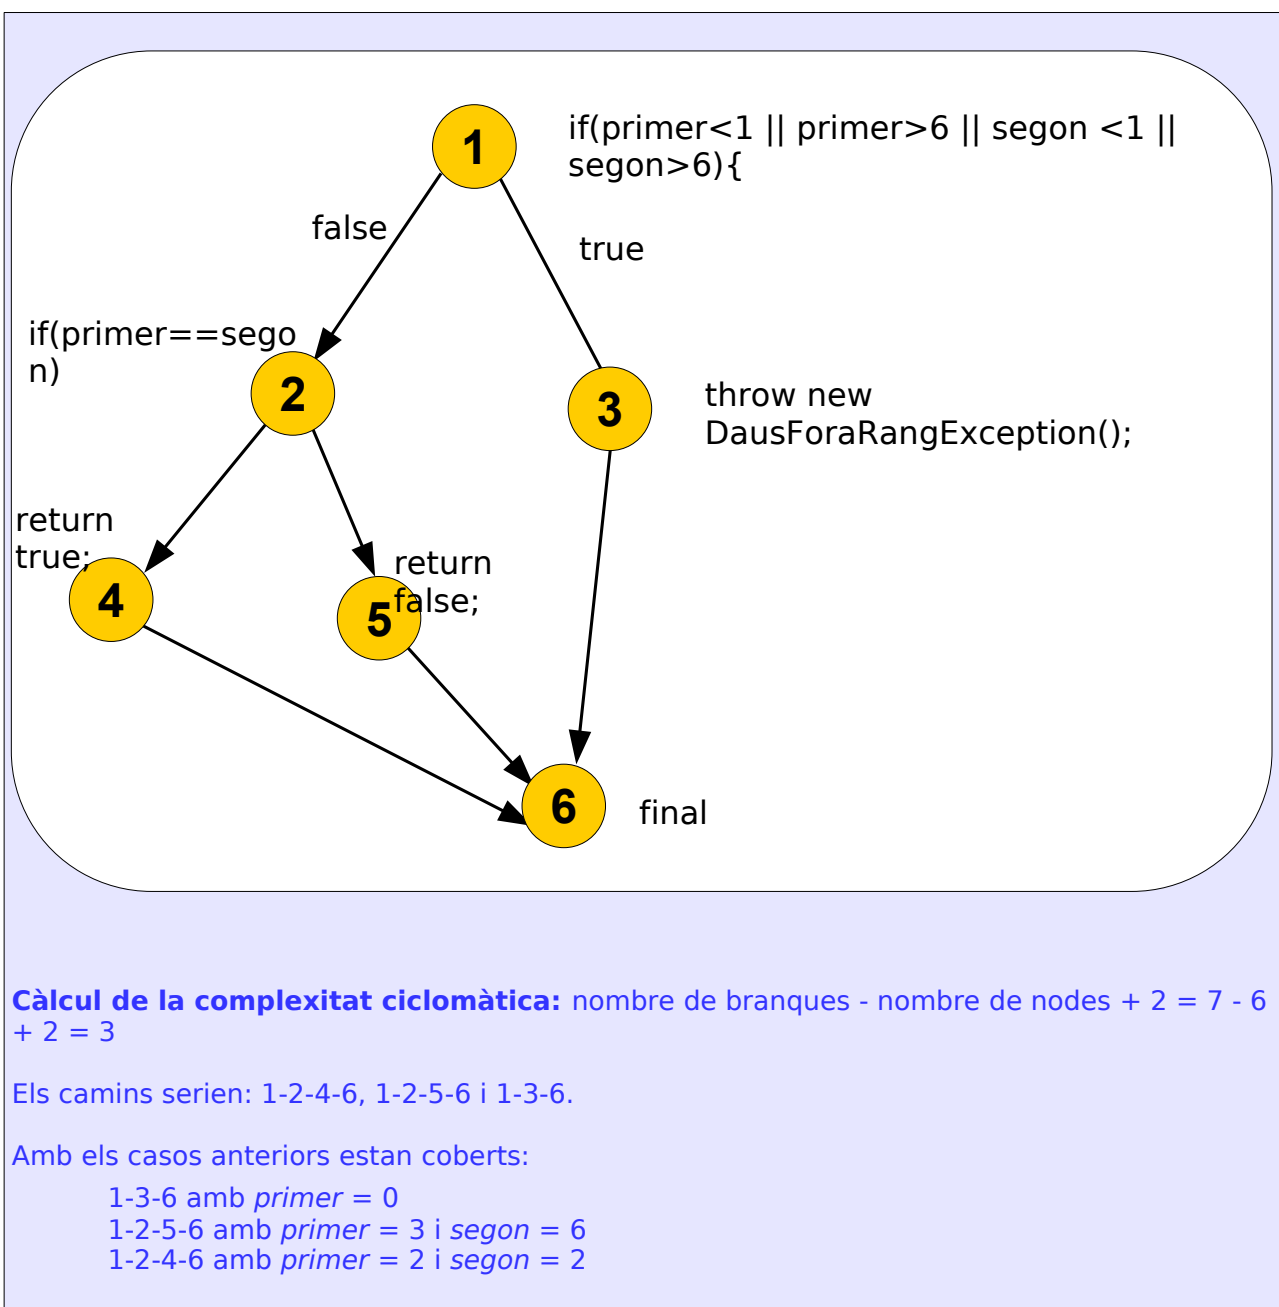 1
if(primer<1 || primer>6 || segon <1 ||
segon>6){
false
true
if(primer==sego
n)
2
3
throw new
DausForaRangException();
return
true;
4
return
false;
5
6
final
Càlcul de la complexitat ciclomàtica: nombre de branques - nombre de nodes + 2 = 7 - 6
+ 2 = 3
Els camins serien: 1-2-4-6, 1-2-5-6 i 1-3-6.
Amb els casos anteriors estan coberts:
1-3-6 amb primer = 0
1-2-5-6 amb primer = 3 i segon = 6
1-2-4-6 amb primer = 2 i segon = 2